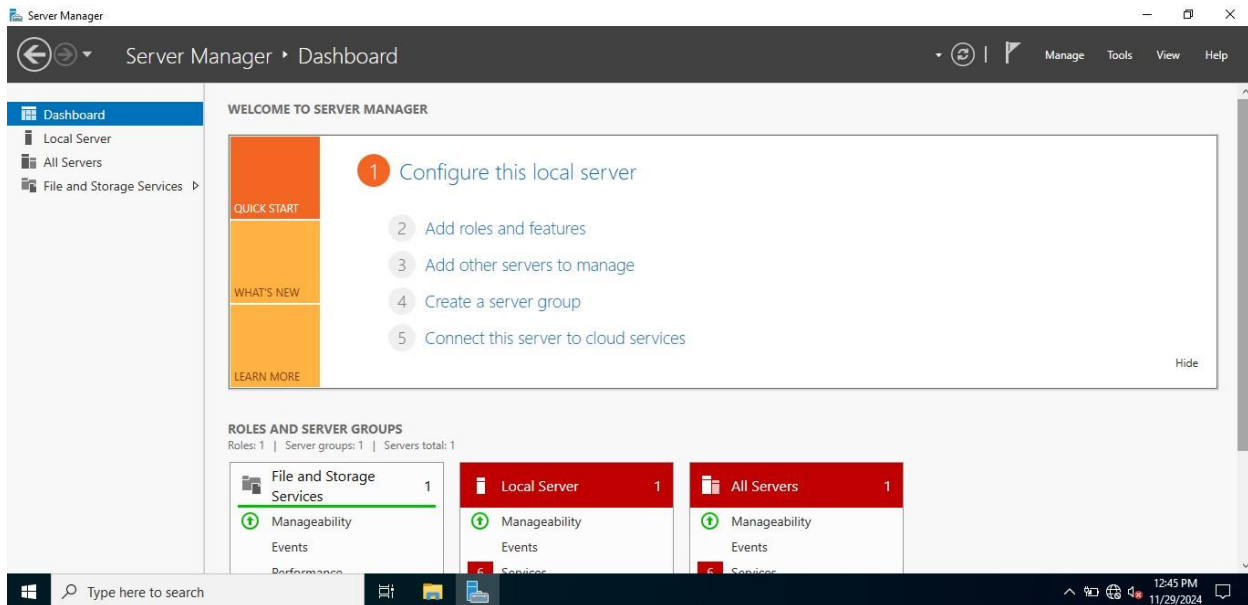 Server Manager
Server Manager • Dashboard
Manage Tools View Help
Dashboard
Local Server
All Servers
File and Storage Services
WELCOME TO SERVER MANAGER
QUICK START
WHAT'S NEW
LEARN MORE
1 Configure this local server
2 Add roles and features
3 Add other servers to manage
4 Create a server group
5 Connect this server to cloud services
Hide
ROLES AND SERVER GROUPS
Roles: 1 | Server groups: 1 | Servers total: 1
File and Storage
Services 1
Manageability
Events
Performance
Local Server 1
Manageability
Events
6 Services
All Servers 1
Manageability
Events
6 Services
Type here to search
12:45 PM
11/29/2024